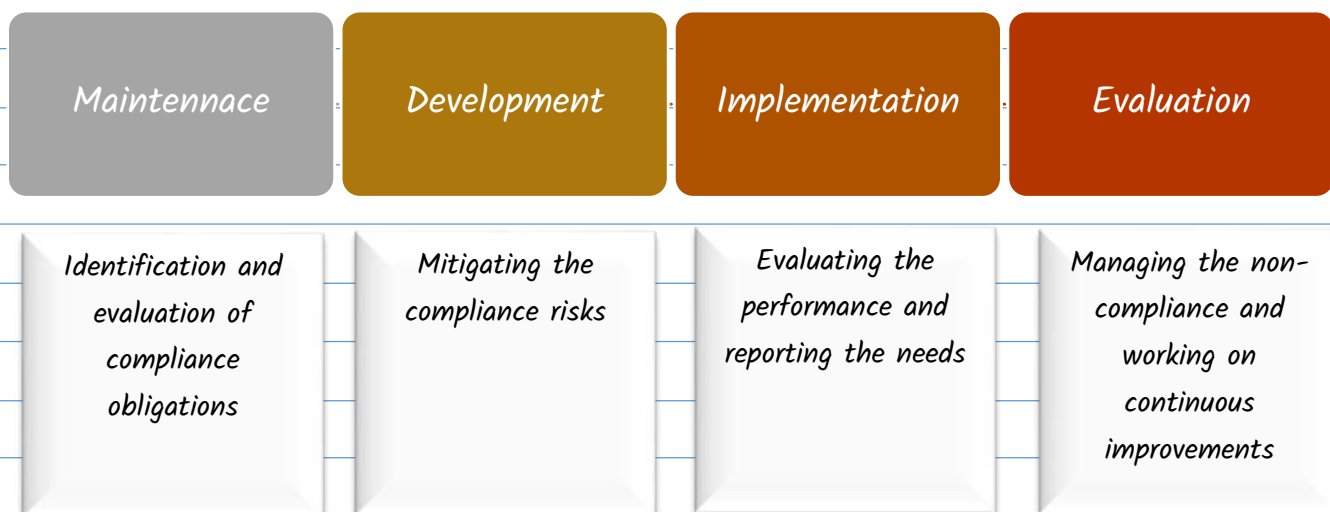 Maintennace
Development
Implementation
Evaluation
Identification and
evaluation of
compliance
obligations
Mitigating the
compliance risks
Evaluating the
performance and
reporting the needs
Managing the non-
compliance and
working on
continuous
improvements